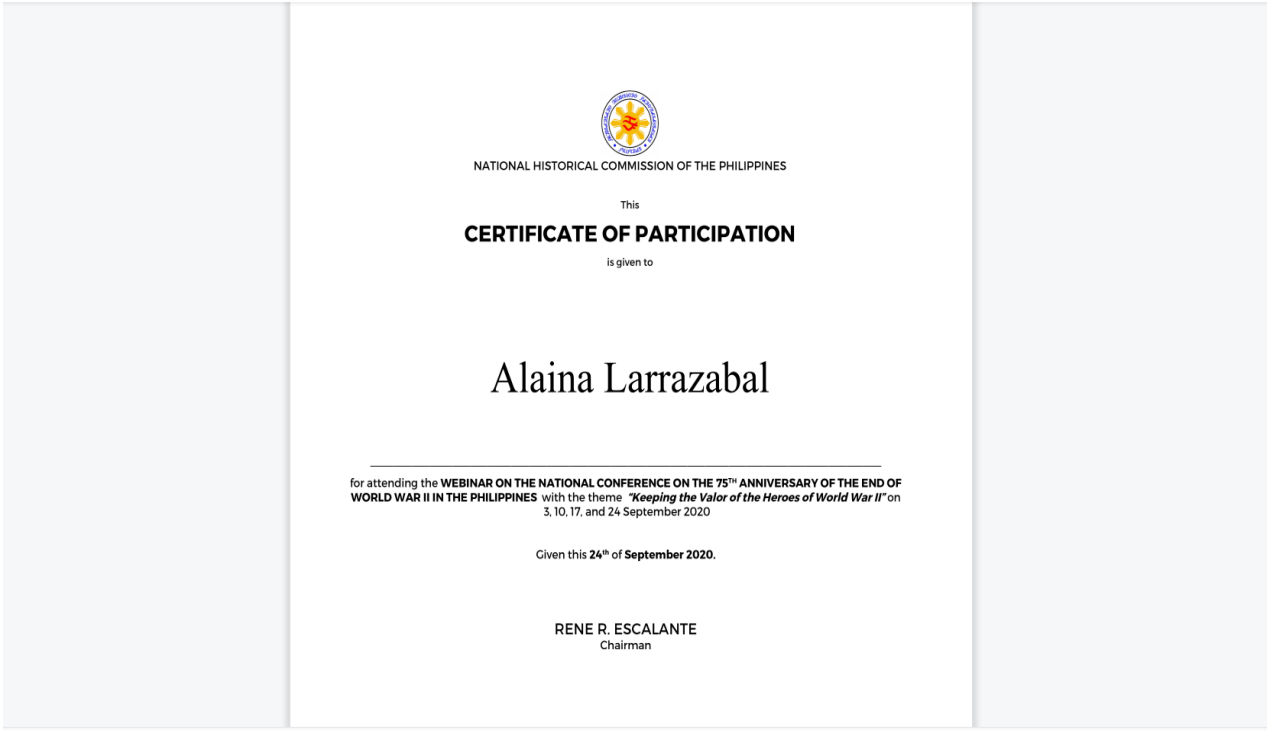 NATIONAL HISTORICAL COMMISSION OF THE PHILIPPINES
This
CERTIFICATE OF PARTICIPATION
is given to
Alaina Larrazabal
for attending the WEBINAR ON THE NATIONAL CONFERENCE ON THE 75TH ANNIVERSARY OF THE END OF
WORLD WAR II IN THE PHILIPPINES with the theme "Keeping the Valor of the Heroes of World War II" on
3, 10, 17, and 24 September 2020
Given this 24th of September 2020.
RENE R. ESCALANTE
Chairman